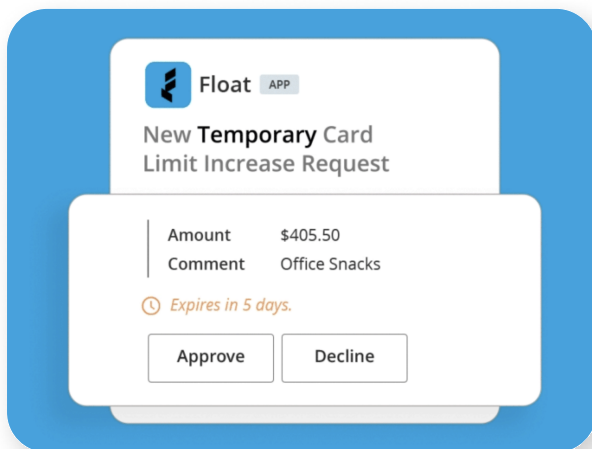 Float APP
New Temporary Card
Limit Increase Request
Amount $405.50
Comment Office Snacks
Expires in 5 days.
Approve Decline